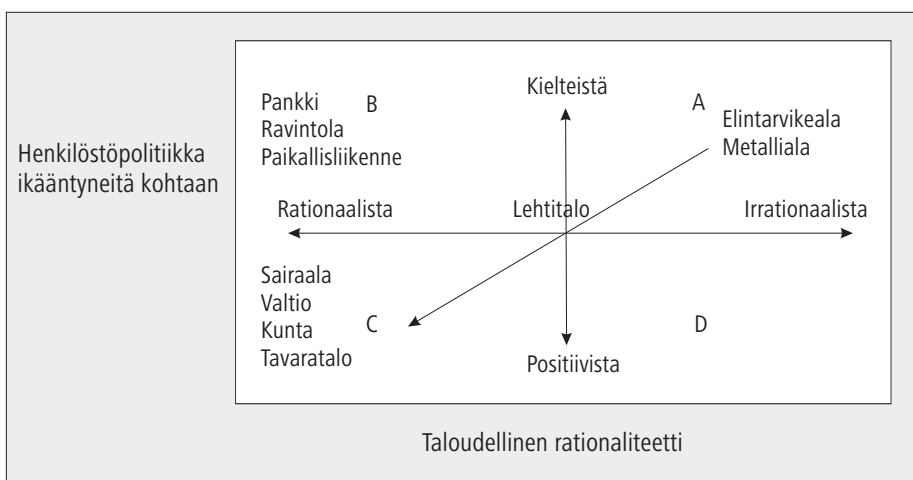 Henkilöstöpolitiikka
ikääntyneitä kohtaan
Kielteistä
Pankki
Ravintola
Paikallisliikenne
B
A
Elintarvikeala
Metalliala
Rationaalista
Lehtitalo
Irrationaalista
Sairaala
Valtio
Kunta
Tavaratalo
C
D
Positiivista
Taloudellinen rationaliteetti